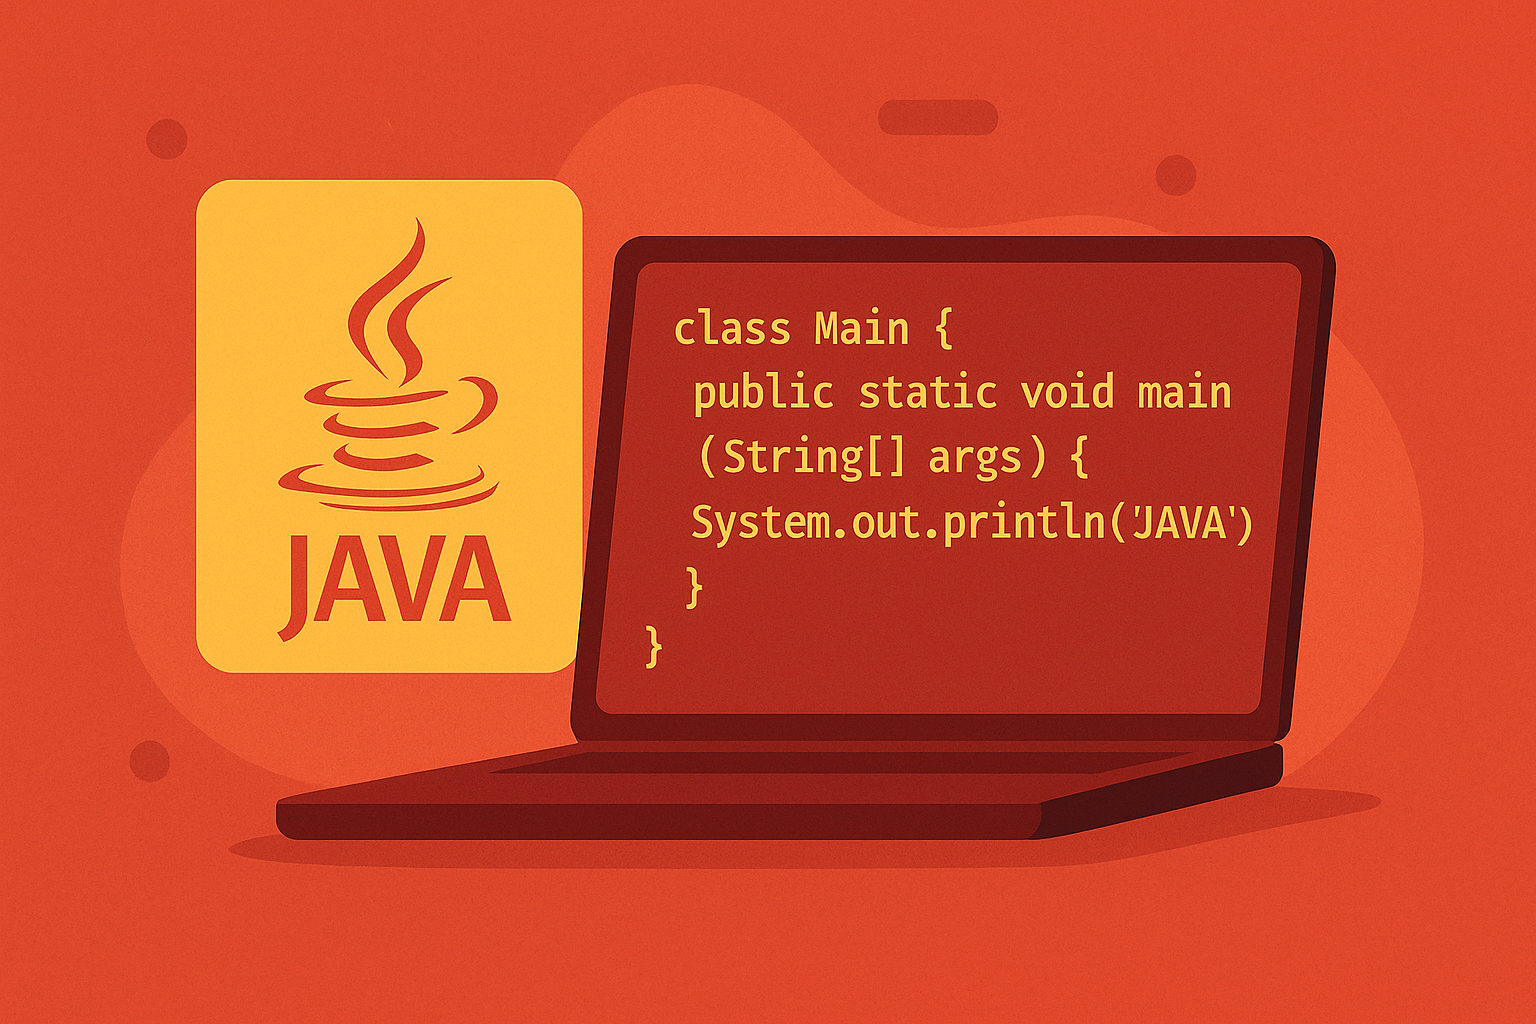 JAVA
class Main {
public static void main
(String[] args) {
System.out.println('JAVA')
}
}